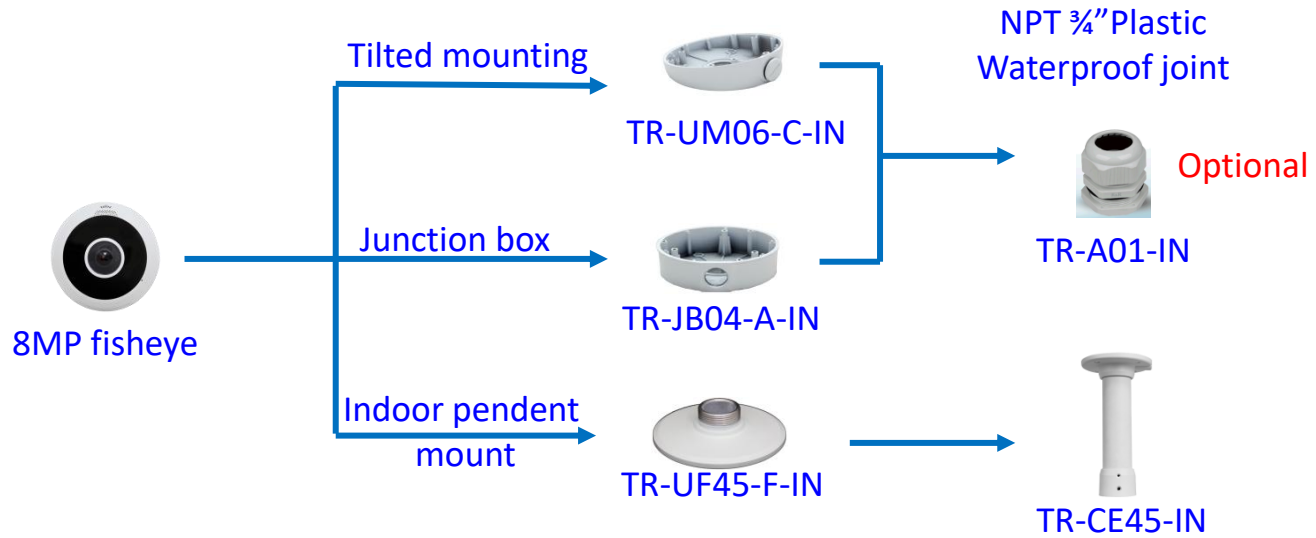 NPT ¾”Plastic
Waterproof joint
Tilted mounting
TR-UM06-C-IN
Optional
Junction box
TR-A01-IN
TR-JB04-A-IN
8MP fisheye
Indoor pendent
mount
TR-UF45-F-IN
TR-CE45-IN